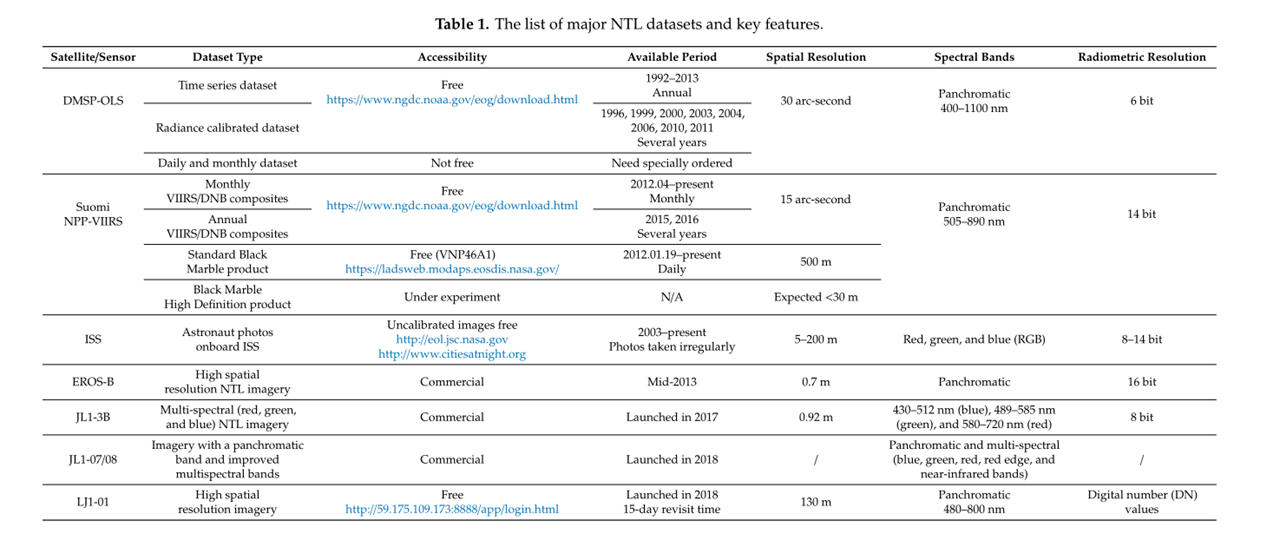 Table 1. The list of major NTL datasets and key features.
Satellite/Sensor Dataset Type Accessibility Available Period Spatial Resolution Spectral Bands Radiometric Resolution
DMSP-OLS
Time series dataset
Free
https://www.ngdc.noaa.gov/eog/download.html
1992–2013
Annual
30 arc-second
Panchromatic
400–1100 nm
6 bit
Radiance calibrated dataset
1996, 1999, 2000, 2003, 2004,
2006, 2010, 2011
Several years
Daily and monthly dataset Not free Need specially ordered
Suomi
NPP-VIIRS
Monthly
VIIRS/DNB composites
Free
https://www.ngdc.noaa.gov/eog/download.html
2012.04–present
Monthly
15 arc-second
Panchromatic
505–890 nm
14 bit
Annual
VIIRS/DNB composites
2015, 2016
Several years
Standard Black
Marble product
Free (VNP46A1)
https://ladsweb.modaps.eosdis.nasa.gov/
2012.01.19–present
Daily
500 m
Black Marble
High Definition product
Under experiment
N/A
Expected <30 m
ISS
Astronaut photos
onboard ISS
Uncalibrated images free
http://eol.jsc.nasa.gov
http://www.citiesatnight.org
2003–present
Photos taken irregularly
5–200 m
Red, green, and blue (RGB)
8–14 bit
EROS-B
High spatial
resolution NTL imagery
Commercial
Mid-2013
0.7 m
Panchromatic
16 bit
JL1-3B
Multi-spectral (red, green,
and blue) NTL imagery
Commercial
Launched in 2017
0.92 m
430–512 nm (blue), 489–585 nm
(green), and 580–720 nm (red)
8 bit
JL1-07/08
Imagery with a panchromatic
band and improved
multispectral bands
Commercial
Launched in 2018
/
Panchromatic and multi-spectral
(blue, green, red, red edge, and
near-infrared bands)
/
LJ1-01
High spatial
resolution imagery
Free
http://59.175.109.173:8888/app/login.html
Launched in 2018
15-day revisit time
130 m
Panchromatic
480–800 nm
Digital number (DN)
values